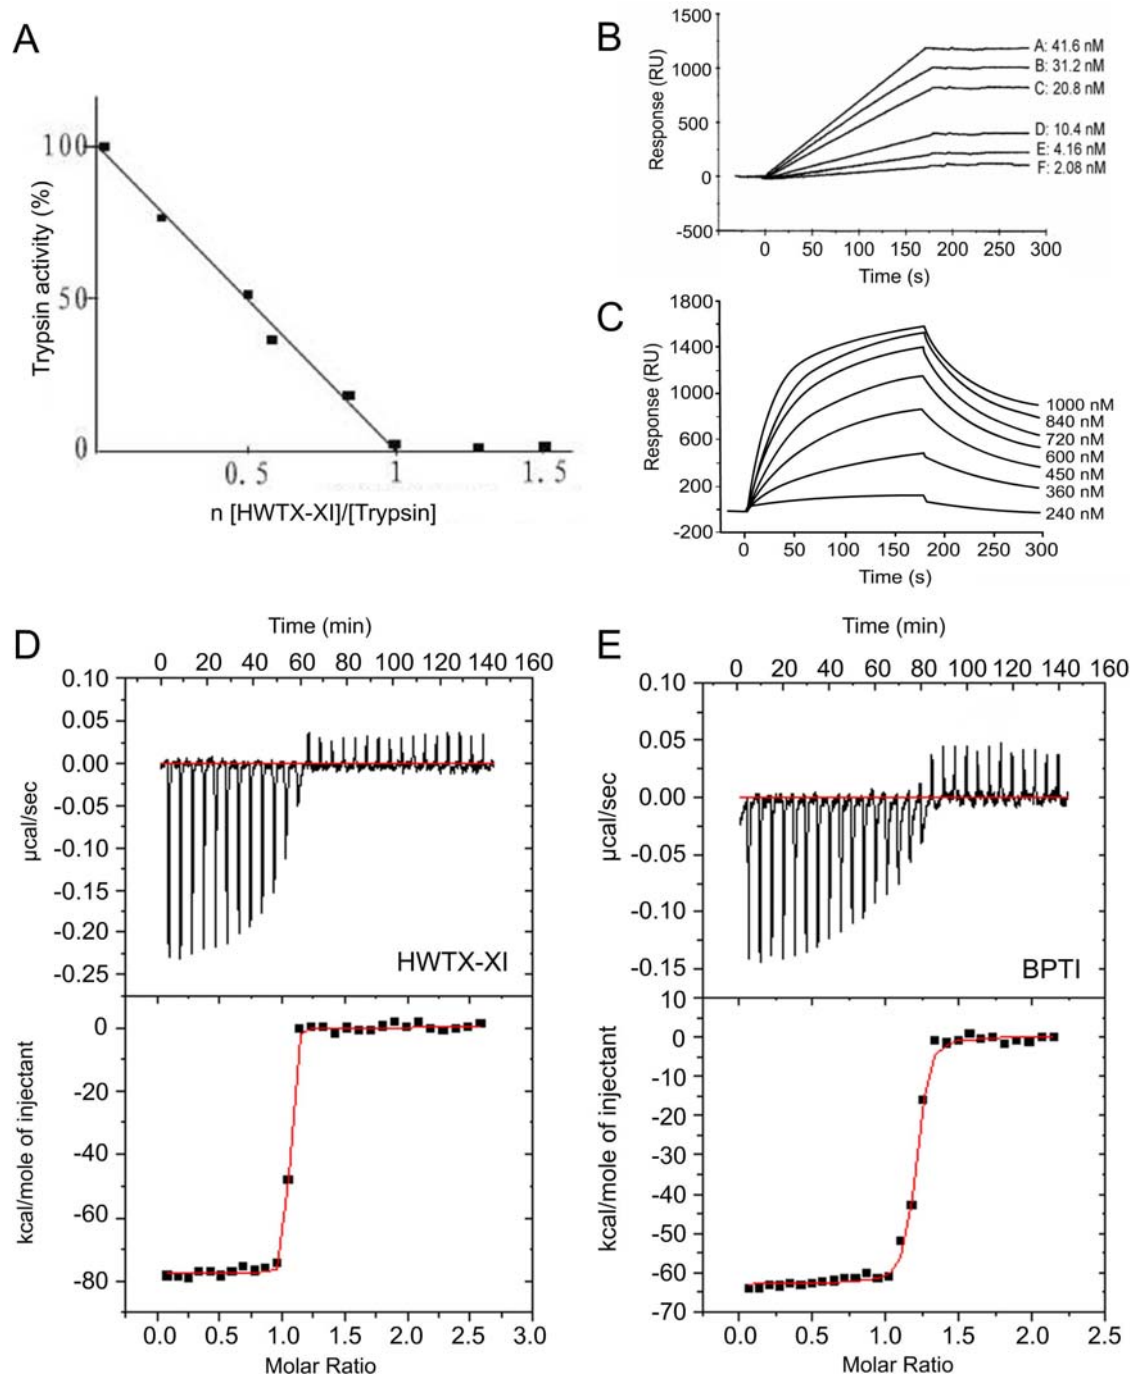 A
100
50
0
0.5
1
1.5
Trypsin activity (%)
n [HWTX-XI]/[Trypsin]
B
1500
1000
500
0
-500
Response (RU)
A: 41.6 nM
B: 31.2 nM
C: 20.8 nM
D: 10.4 nM
E: 4.16 nM
F: 2.08 nM
0 50 100 150 200 250 300
Time (s)
C
1800
1400
1000
600
200
-200
Response (RU)
1000 nM
840 nM
720 nM
600 nM
450 nM
360 nM
240 nM
0 50 100 150 200 250 300
Time (s)
D
Time (min)
0 20 40 60 80 100 120 140 160
0.10
0.05
0.00
-0.05
-0.10
-0.15
-0.20
-0.25
µcal/sec
HWTX-XI
0
-20
-40
-60
-80
kcal/mole of injectant
0.0 0.5 1.0 1.5 2.0 2.5 3.0
Molar Ratio
E
Time (min)
0 20 40 60 80 100 120 140 160
0.10
0.05
0.00
-0.05
-0.10
-0.15
µcal/sec
BPTI
10
0
-10
-20
-30
-40
-50
-60
-70
kcal/mole of injectant
0.0 0.5 1.0 1.5 2.0 2.5
Molar Ratio